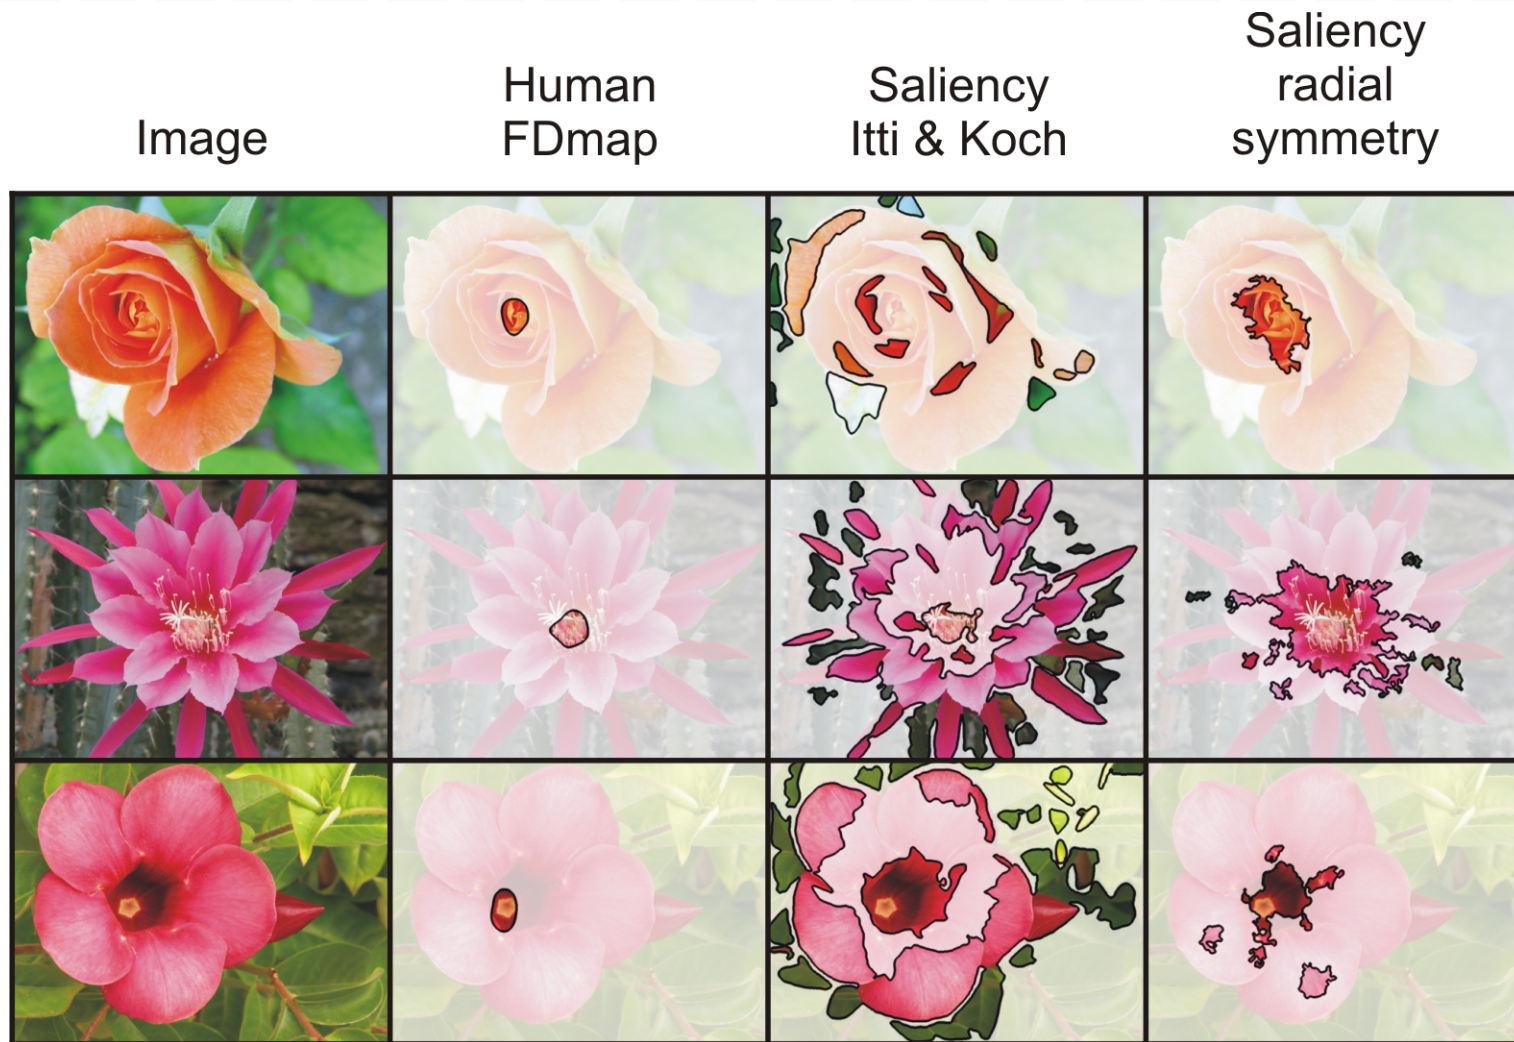 Image
Human
FDmap
Saliency
Itti & Koch
Saliency
radial
symmetry